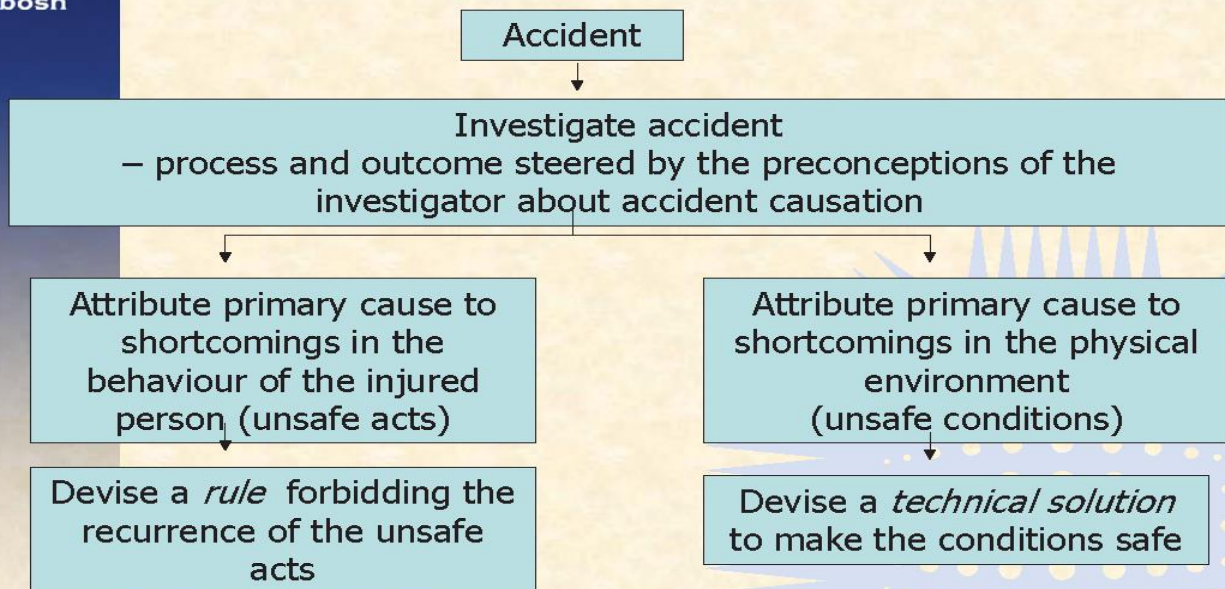 bosh
Accident
Investigate accident
– process and outcome steered by the preconceptions of the
investigator about accident causation
Attribute primary cause to
shortcomings in the
behaviour of the injured
person (unsafe acts)
Attribute primary cause to
shortcomings in the physical
environment
(unsafe conditions)
Devise a rule forbidding the
recurrence of the unsafe
acts
Devise a technical solution
to make the conditions safe